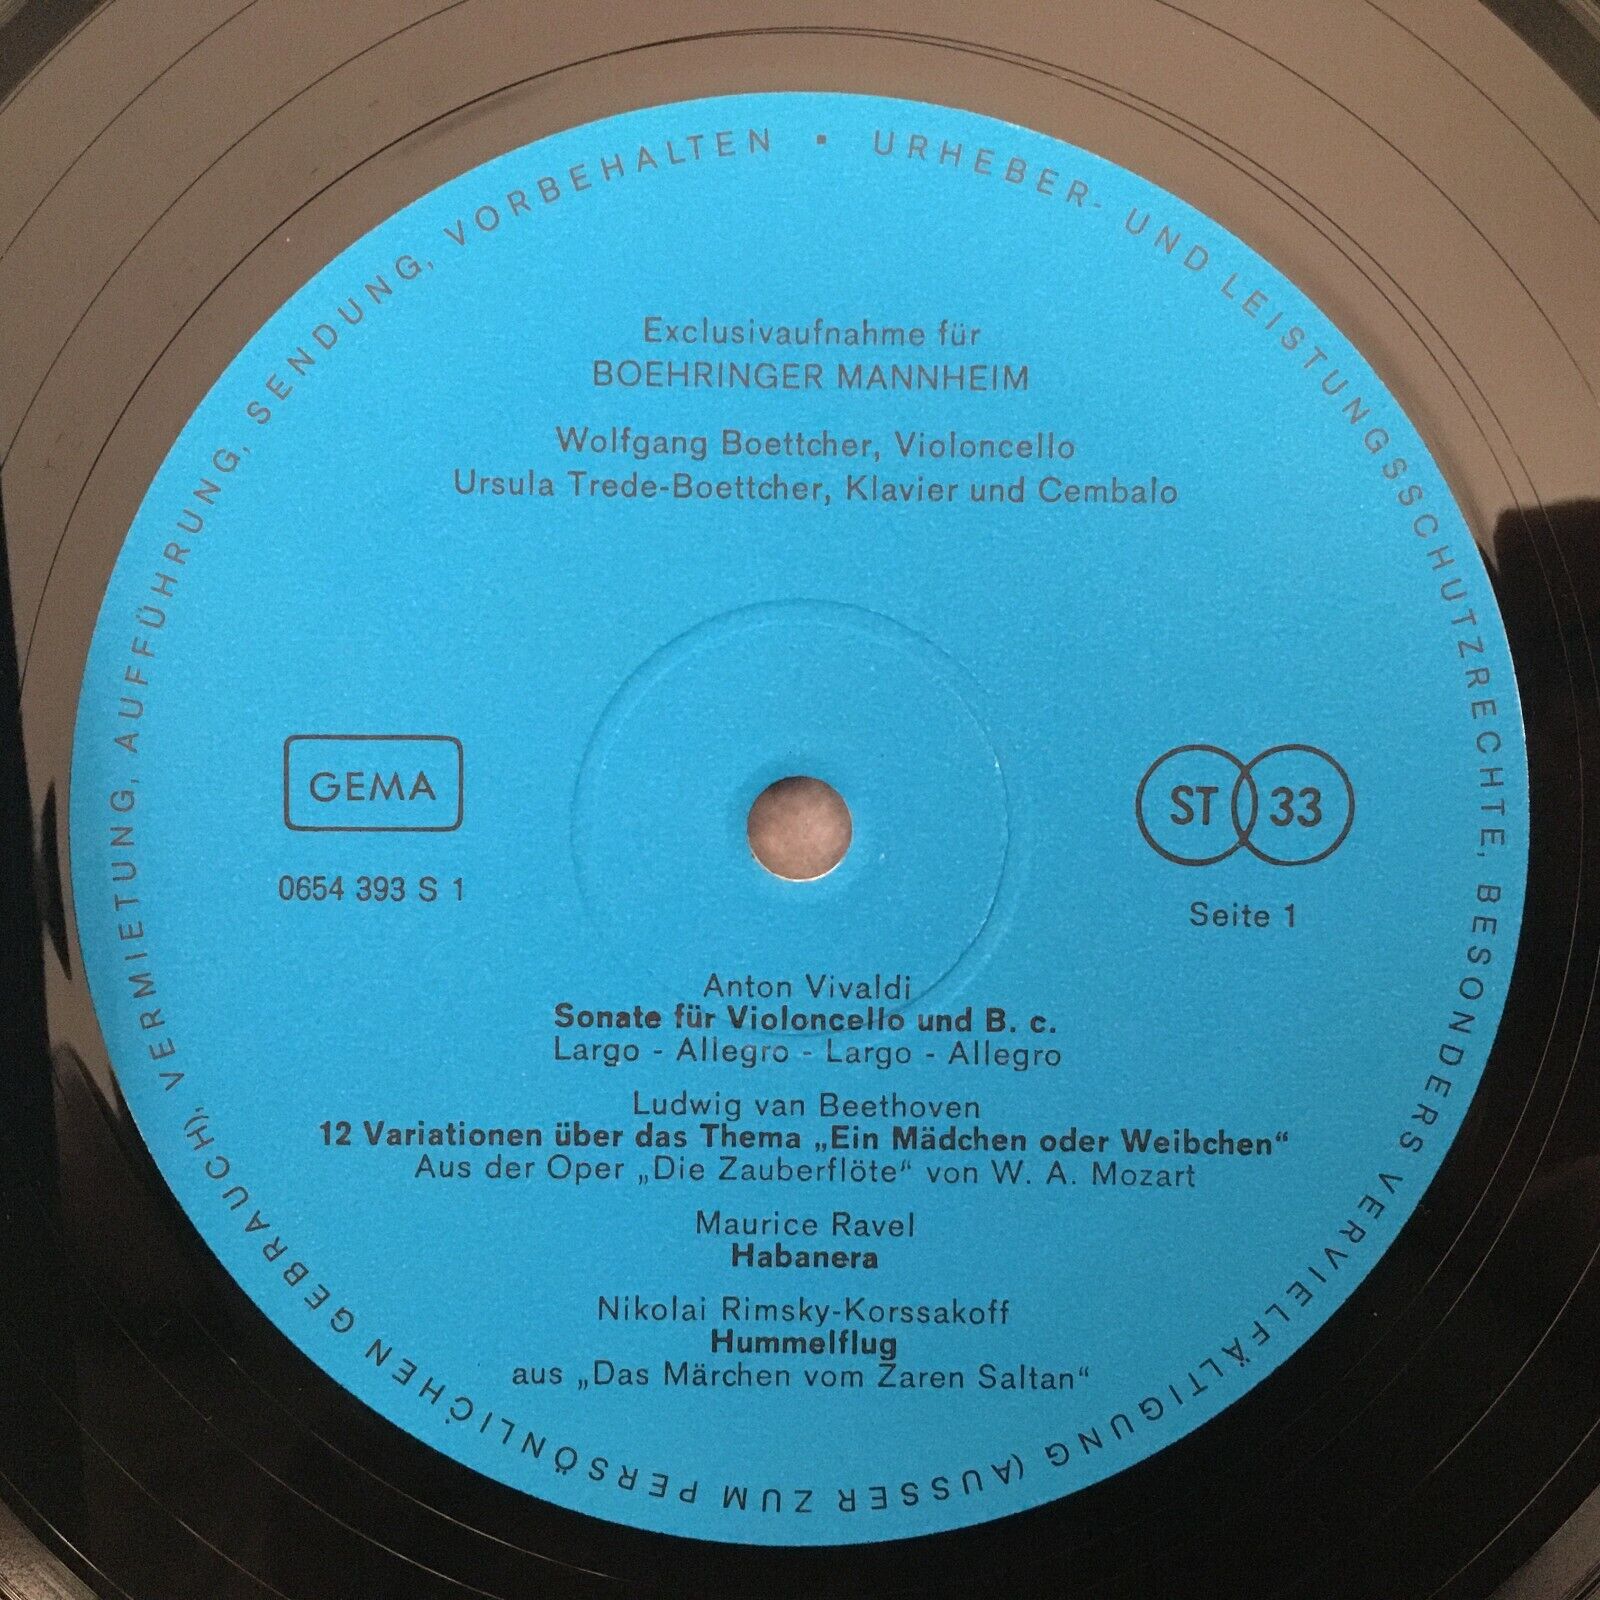 URHEBER- UND LEISTUNGSSCHUTZRECHTE, BESONDERS VERVIELFÄLTIGUNG (AUSSER ZUM PERSÖNLICHEN GEBRAUCH), VERMIETUNG, AUFFÜHRUNG, SENDUNG, VORBEHALTEN •
Exclusivaufnahme für
BOEHRINGER MANNHEIM
Wolfgang Boettcher, Violoncello
Ursula Trede-Boettcher, Klavier und Cembalo
GEMA
0654 393 S 1
ST 33
Seite 1
Anton Vivaldi
Sonate für Violoncello und B. c.
Largo - Allegro - Largo - Allegro
Ludwig van Beethoven
12 Variationen über das Thema „Ein Mädchen oder Weibchen“
Aus der Oper „Die Zauberflöte“ von W. A. Mozart
Maurice Ravel
Habanera
Nikolai Rimsky-Korssakoff
Hummelflug
aus „Das Märchen vom Zaren Saltan“